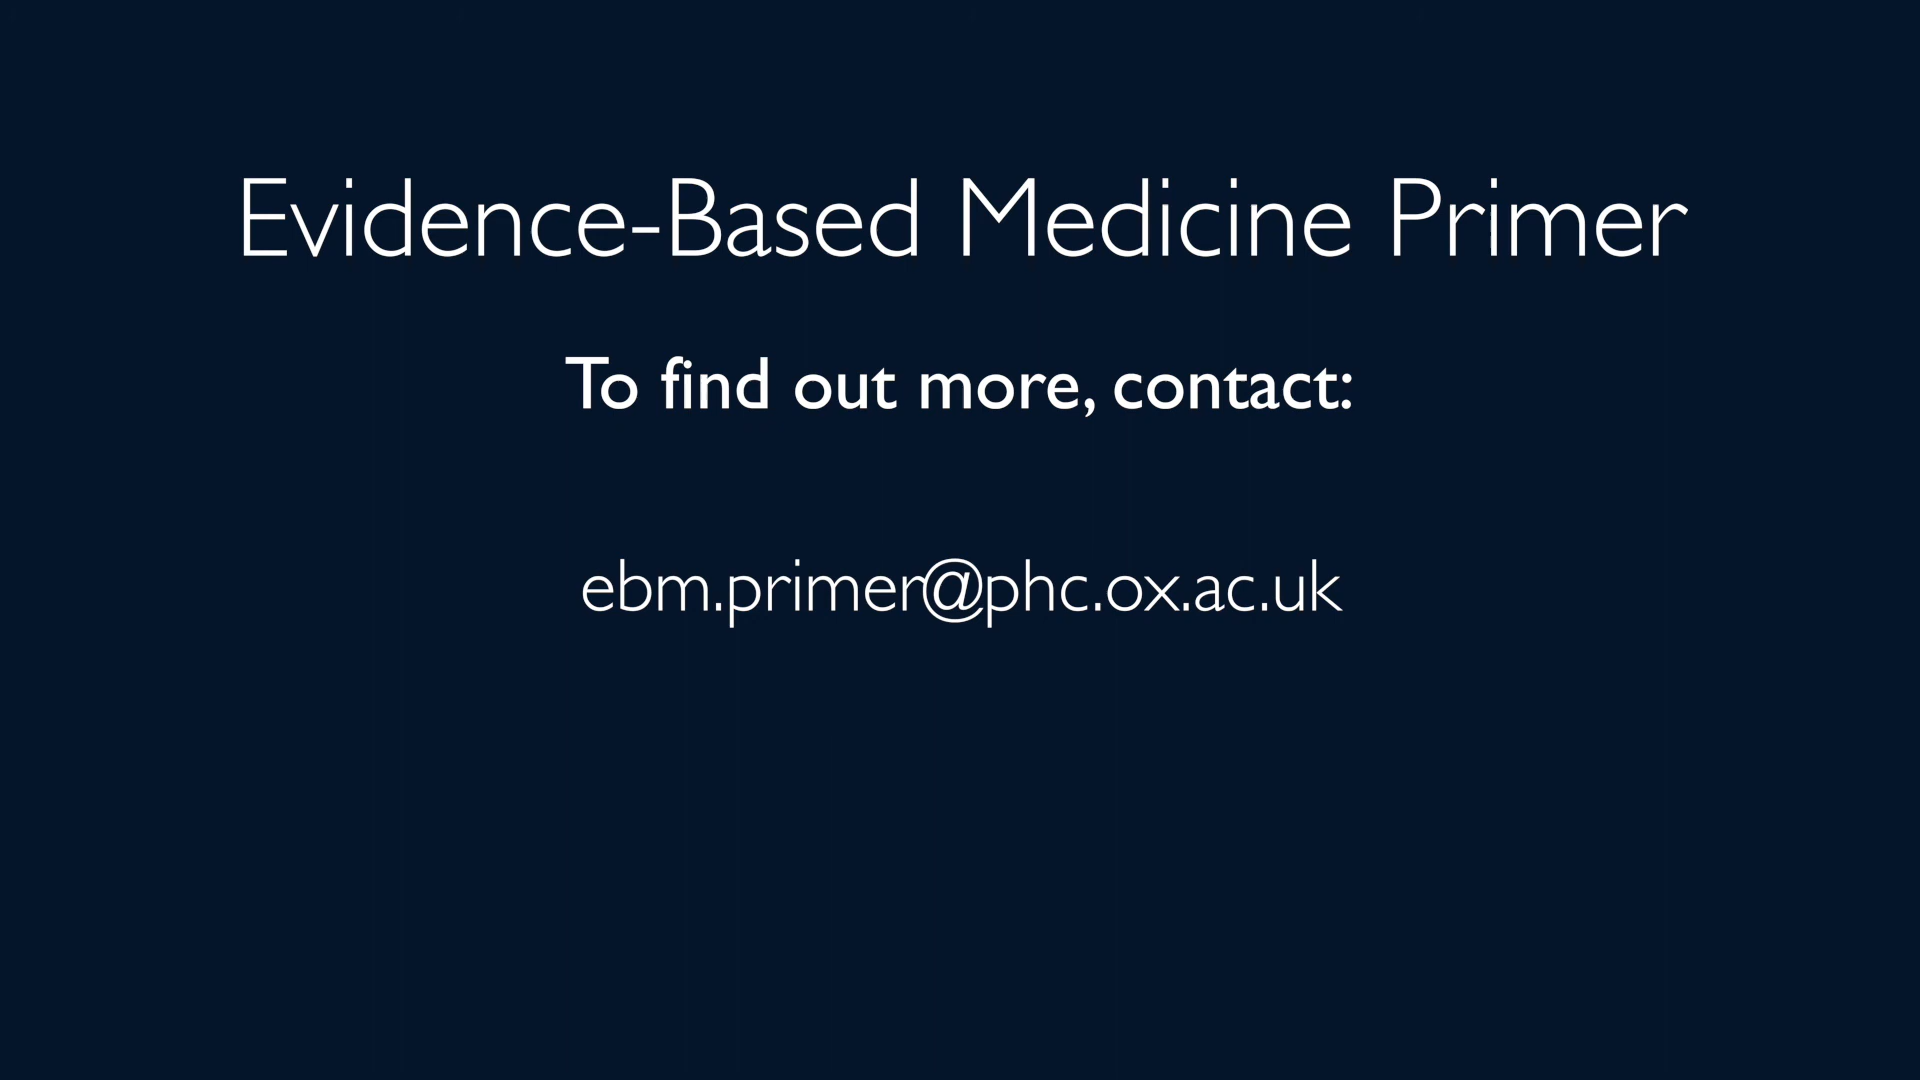 Evidence-Based Medicine Primer
To find out more, contact:
ebm.primer@phc.ox.ac.uk